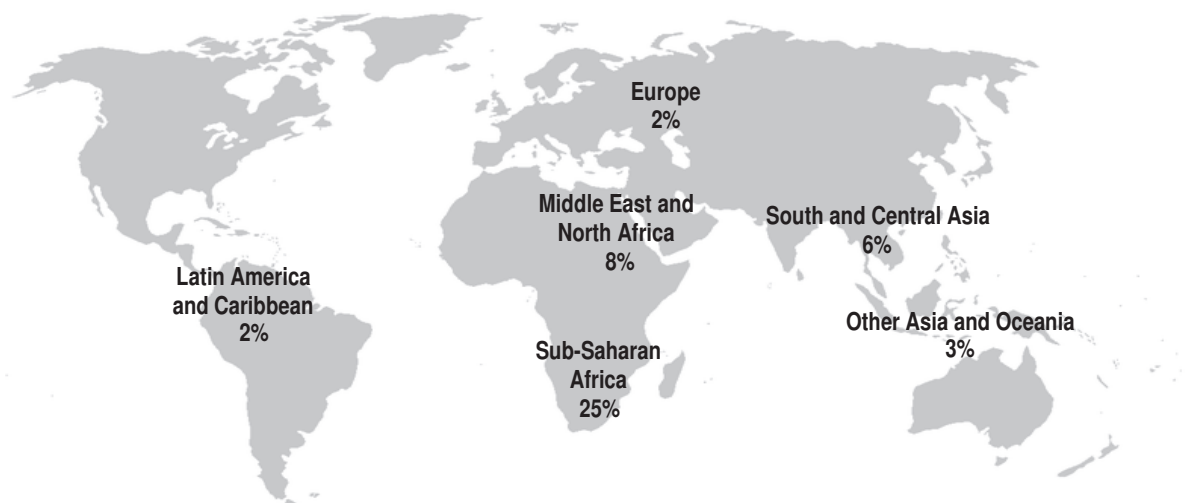 Europe
2%
Middle East and
North Africa
8%
South and Central Asia
6%
Latin America
and Caribbean
2%
Other Asia and Oceania
3%
Sub-Saharan
Africa
25%